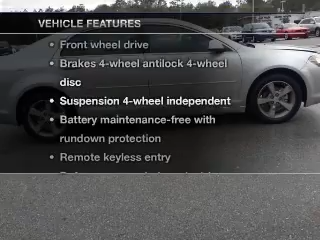 VEHICLE FEATURES
• Front wheel drive
• Brakes 4-wheel antilock 4-wheel
disc
• Suspension 4-wheel independent
• Battery maintenance-free with
rundown protection
• Remote keyless entry